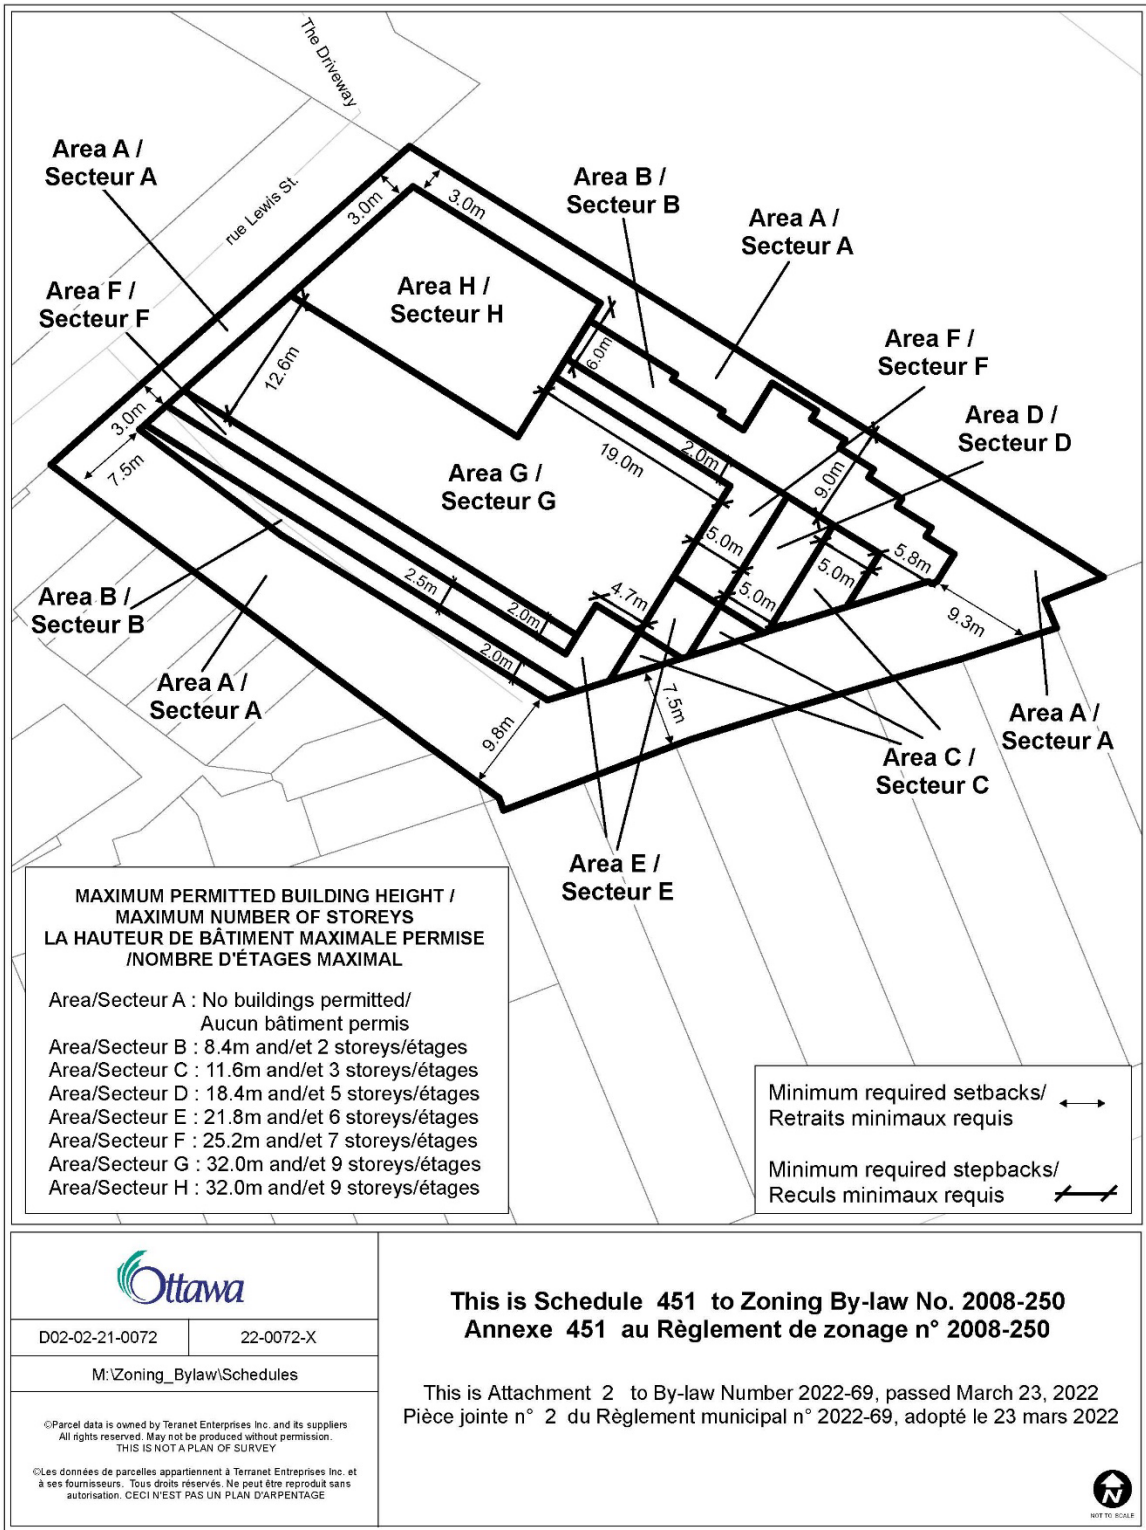 The Driveway
rue Lewis St.
Area A /
Secteur A
3.0m
3.0m
Area B /
Secteur B
Area A /
Secteur A
Area F /
Secteur F
Area H /
Secteur H
12.6m
6.0m
Area F /
Secteur F
Area D /
Secteur D
3.0m
7.5m
19.0m
2.0m
9.0m
Area G /
Secteur G
5.0m
5.0m
5.8m
5.0m
4.7m
2.5m
2.0m
2.0m
9.3m
Area B /
Secteur B
Area A /
Secteur A
9.8m
7.5m
Area A /
Secteur A
Area C /
Secteur C
Area E /
Secteur E
MAXIMUM PERMITTED BUILDING HEIGHT /
MAXIMUM NUMBER OF STOREYS
LA HAUTEUR DE BÂTIMENT MAXIMALE PERMISE
/NOMBRE D'ÉTAGES MAXIMAL
Area/Secteur A : No buildings permitted/
Aucun bâtiment permis
Area/Secteur B : 8.4m and/et 2 storeys/étages
Area/Secteur C : 11.6m and/et 3 storeys/étages
Area/Secteur D : 18.4m and/et 5 storeys/étages
Area/Secteur E : 21.8m and/et 6 storeys/étages
Area/Secteur F : 25.2m and/et 7 storeys/étages
Area/Secteur G : 32.0m and/et 9 storeys/étages
Area/Secteur H : 32.0m and/et 9 storeys/étages
Minimum required setbacks/
Retraits minimaux requis
Minimum required stepbacks/
Reculs minimaux requis
Ottawa
D02-02-21-0072
22-0072-X
M:\Zoning_Bylaw\Schedules
©Parcel data is owned by Teranet Enterprises Inc. and its suppliers
All rights reserved. May not be produced without permission.
THIS IS NOT A PLAN OF SURVEY
©Les données de parcelles appartiennent à Terranet Entreprises Inc. et
à ses fournisseurs. Tous droits réservés. Ne peut être reproduit sans
autorisation. CECI N'EST PAS UN PLAN D'ARPENTAGE
This is Schedule 451 to Zoning By-law No. 2008-250
Annexe 451 au Règlement de zonage n° 2008-250
This is Attachment 2 to By-law Number 2022-69, passed March 23, 2022
Pièce jointe n° 2 du Règlement municipal n° 2022-69, adopté le 23 mars 2022
N
NOT TO SCALE